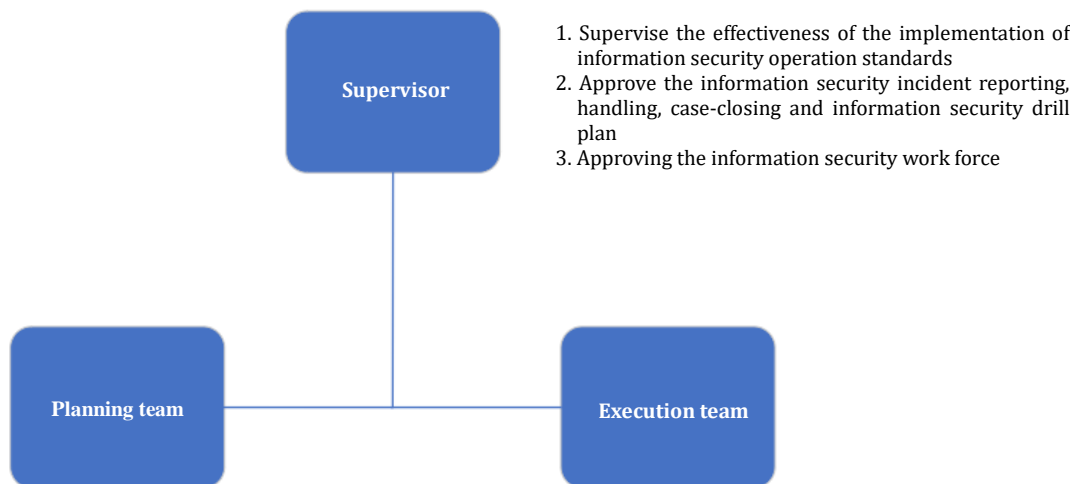 Supervisor
1. Supervise the effectiveness of the implementation of
information security operation standards
2. Approve the information security incident reporting,
handling, case-closing and information security drill
plan
3. Approving the information security work force
Planning team
Execution team